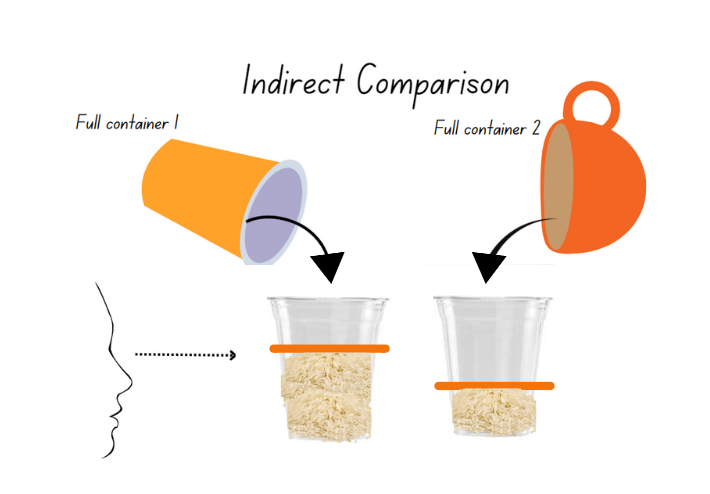 Indirect Comparison
Full container 1
Full container 2